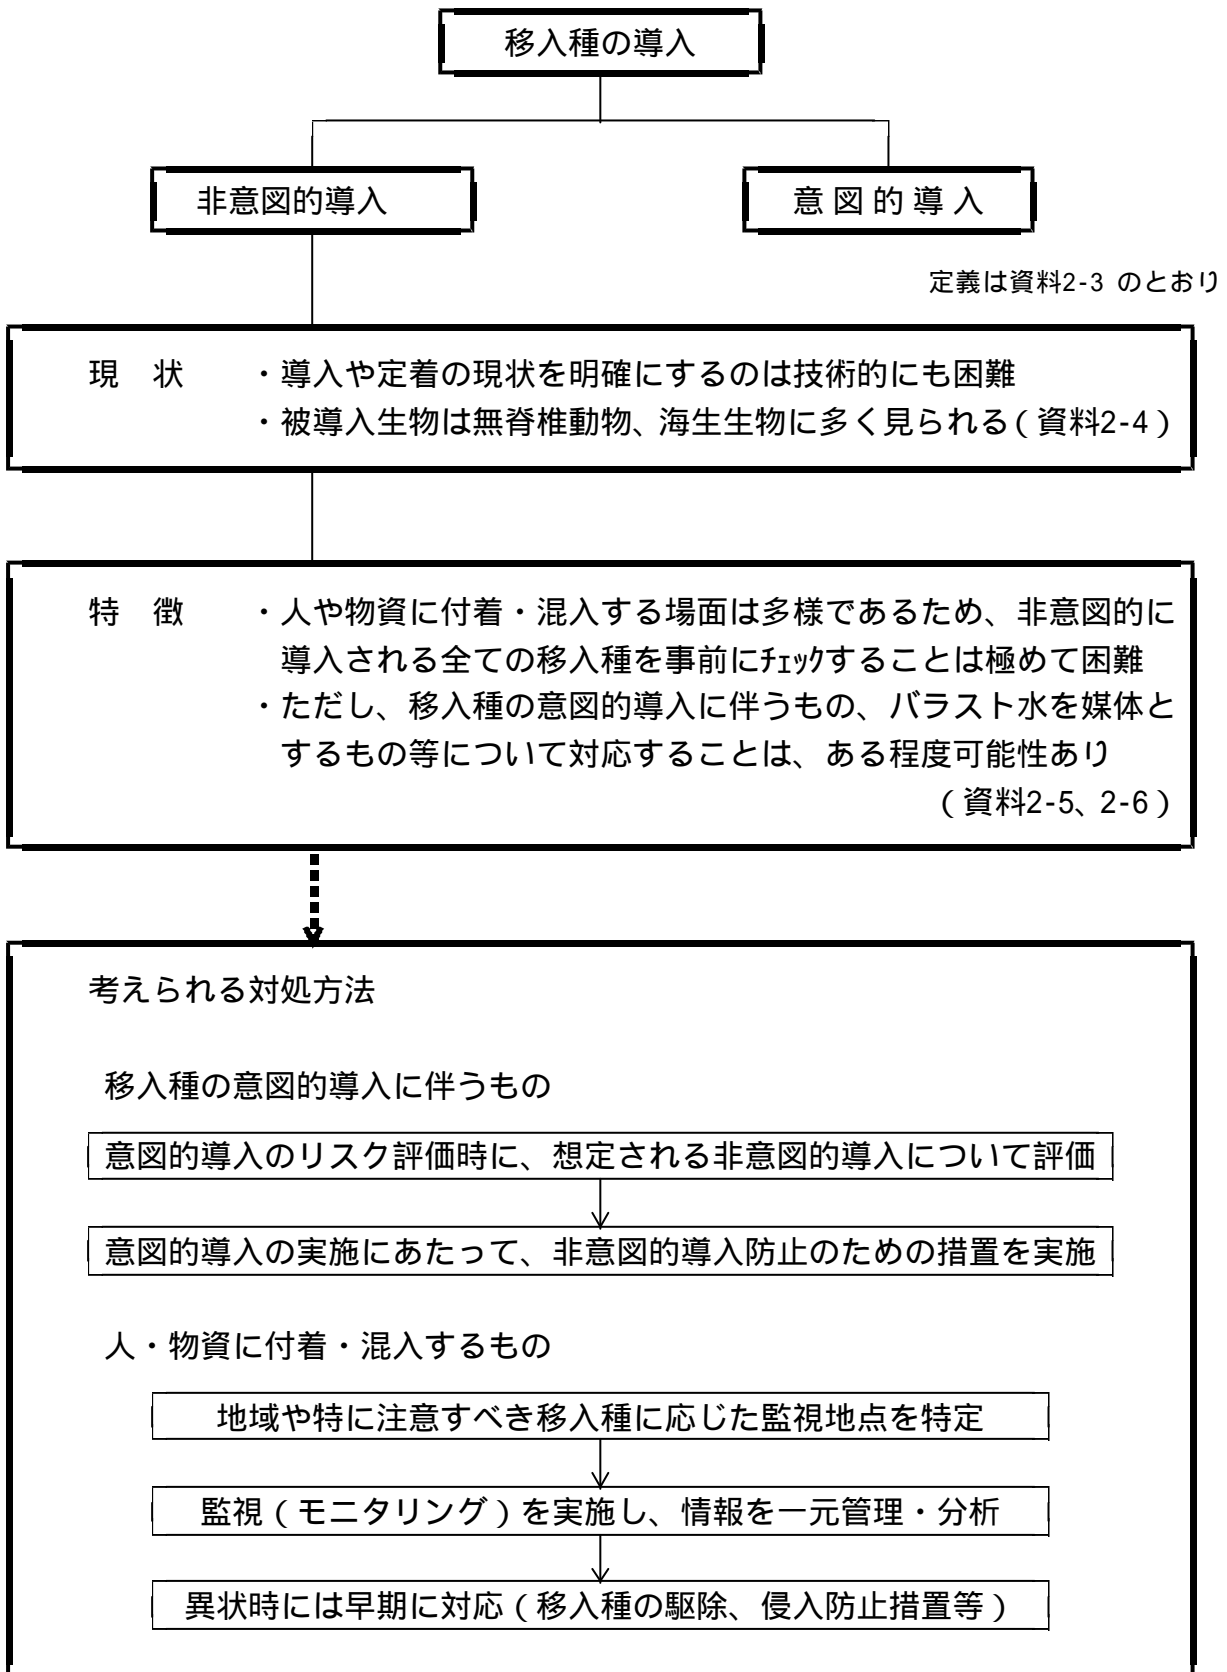 移入種の導入
非意図的導入
意図的導入
定義は資料2-3 のとおり
現　状　・導入や定着の現状を明確にするのは技術的にも困難
・被導入生物は無脊椎動物、海生生物に多く見られる（資料2-4）
特　徴　・人や物資に付着・混入する場面は多様であるため、非意図的に
導入される全ての移入種を事前にﾁｪｯｸすることは極めて困難
・ただし、移入種の意図的導入に伴うもの、バラスト水を媒体と
するもの等について対応することは、ある程度可能性あり
（資料2-5、2-6）
考えられる対処方法
移入種の意図的導入に伴うもの
意図的導入のリスク評価時に、想定される非意図的導入について評価
意図的導入の実施にあたって、非意図的導入防止のための措置を実施
人・物資に付着・混入するもの
地域や特に注意すべき移入種に応じた監視地点を特定
監視（モニタリング）を実施し、情報を一元管理・分析
異状時には早期に対応（移入種の駆除、侵入防止措置等）